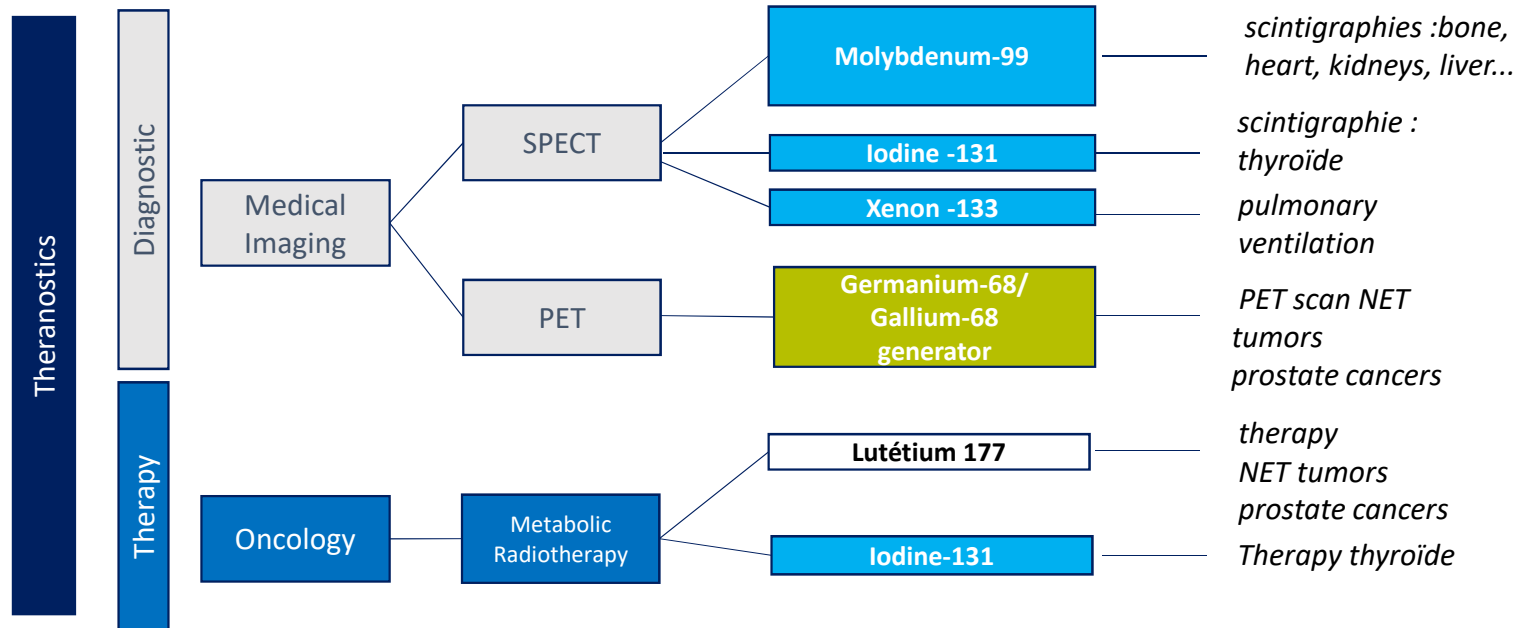 Theranostics
Diagnostic
Medical
Imaging
SPECT
Molybdenum-99
scintigraphies :bone,
heart, kidneys, liver...
Iodine -131
scintigraphie :
thyroïde
Xenon -133
pulmonary
ventilation
PET
Germanium-68/
Gallium-68
generator
PET scan NET
tumors
prostate cancers
Therapy
Oncology
Metabolic
Radiotherapy
Lutétium 177
therapy
NET tumors
prostate cancers
Iodine-131
Therapy thyroïde